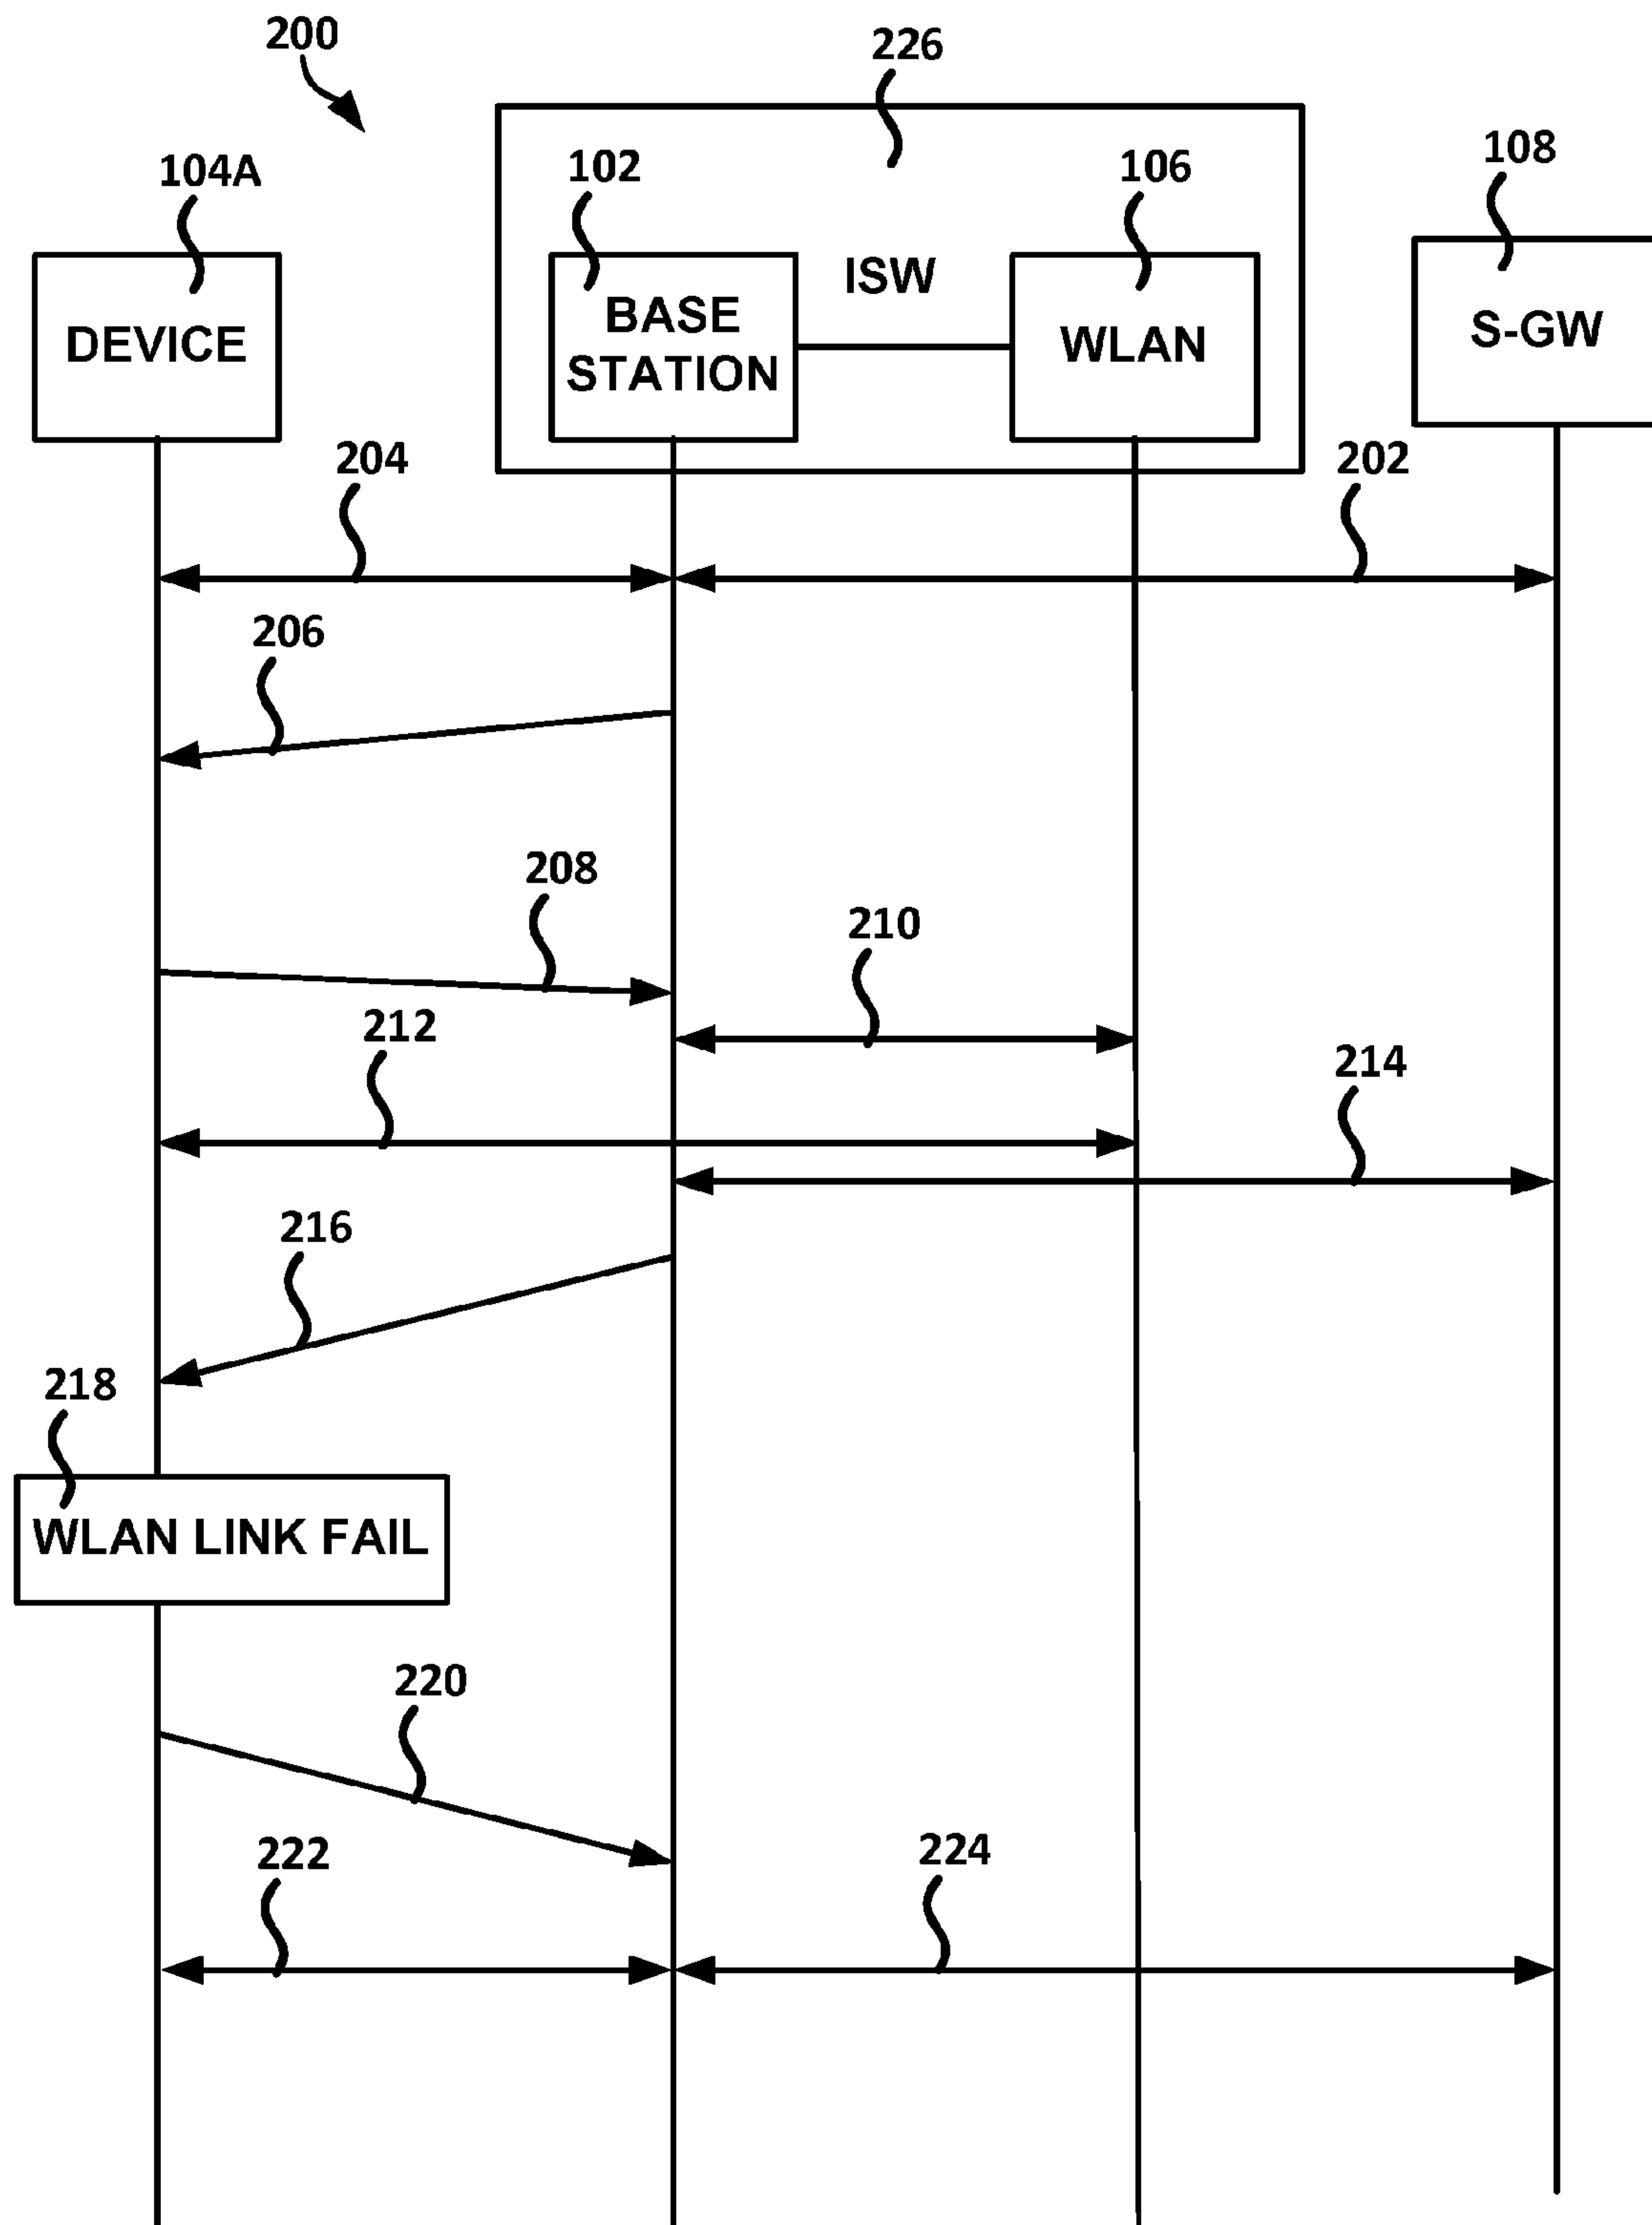 200
226
104A
102
106
108
DEVICE
BASE
STATION
ISW
WLAN
S-GW
204
202
206
208
210
212
214
216
218
WLAN LINK FAIL
220
222
224